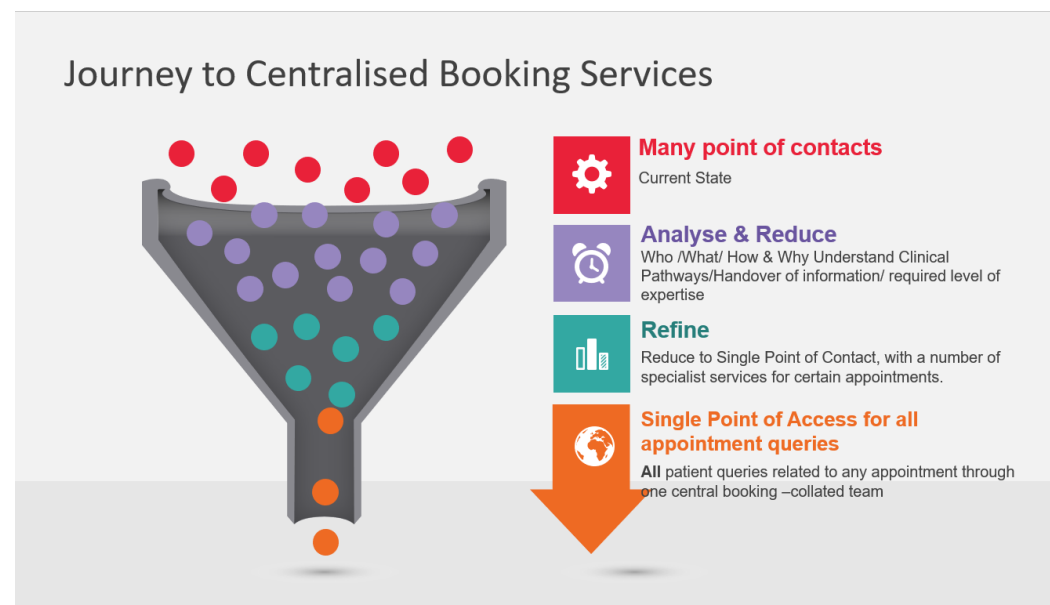 Journey to Centralised Booking Services
Many point of contacts
Current State
Analyse & Reduce
Who /What/ How & Why Understand Clinical
Pathways/Handover of information/ required level of
expertise
Refine
Reduce to Single Point of Contact, with a number of
specialist services for certain appointments.
Single Point of Access for all
appointment queries
All patient queries related to any appointment through
one central booking –collated team